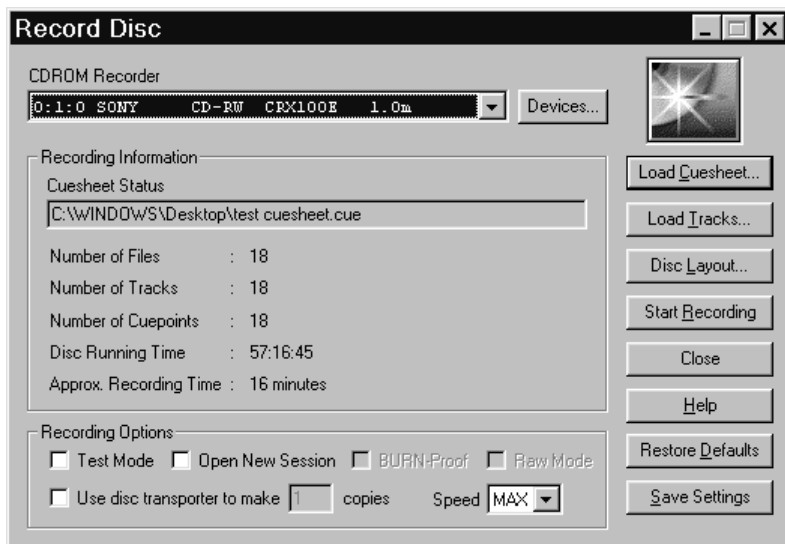 Record Disc
CDROM Recorder
0:1:0 SONY CD-RW CRX100E 1.0m
Devices...
Recording Information
Cuesheet Status
C:\WINDOWS\Desktop\test cuesheet.cue
Number of Files : 18
Number of Tracks : 18
Number of Cuepoints : 18
Disc Running Time : 57:16:45
Approx. Recording Time : 16 minutes
Recording Options
Test Mode Open New Session BURN-Proof Raw Mode
Use disc transporter to make 1 copies Speed MAX
Load Cuesheet...
Load Tracks...
Disc Layout...
Start Recording
Close
Help
Restore Defaults
Save Settings